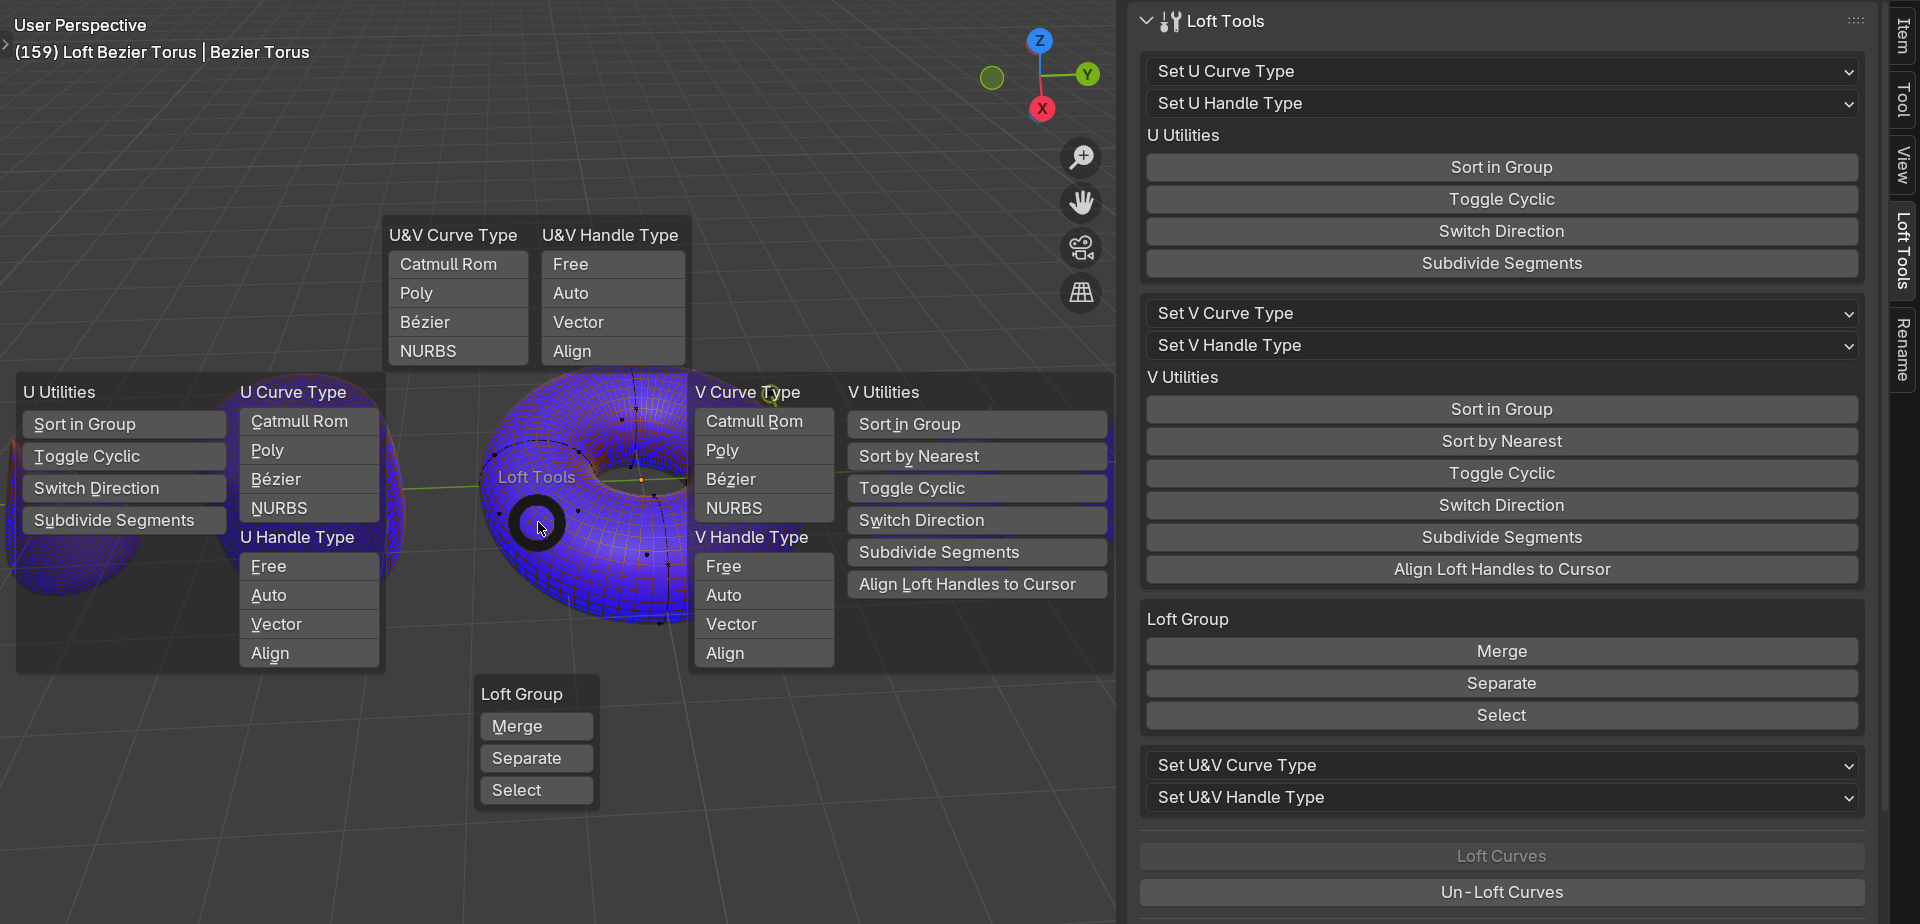 User Perspective
(159) Loft Bezier Torus | Bezier Torus
Z
Y
X
U&V Curve Type
Catmull Rom
Poly
Bézier
NURBS
U&V Handle Type
Free
Auto
Vector
Align
U Utilities
Sort in Group
Toggle Cyclic
Switch Direction
Subdivide Segments
U Curve Type
Catmull Rom
Poly
Bézier
NURBS
U Handle Type
Free
Auto
Vector
Align
Loft Tools
V Curve Type
Catmull Rom
Poly
Bézier
NURBS
V Handle Type
Free
Auto
Vector
Align
V Utilities
Sort in Group
Sort by Nearest
Toggle Cyclic
Switch Direction
Subdivide Segments
Align Loft Handles to Cursor
Loft Group
Merge
Separate
Select
Loft Tools
Set U Curve Type
Set U Handle Type
U Utilities
Sort in Group
Toggle Cyclic
Switch Direction
Subdivide Segments
Set V Curve Type
Set V Handle Type
V Utilities
Sort in Group
Sort by Nearest
Toggle Cyclic
Switch Direction
Subdivide Segments
Align Loft Handles to Cursor
Loft Group
Merge
Separate
Select
Set U&V Curve Type
Set U&V Handle Type
Loft Curves
Un-Loft Curves
Item
Tool
View
Loft Tools
Rename